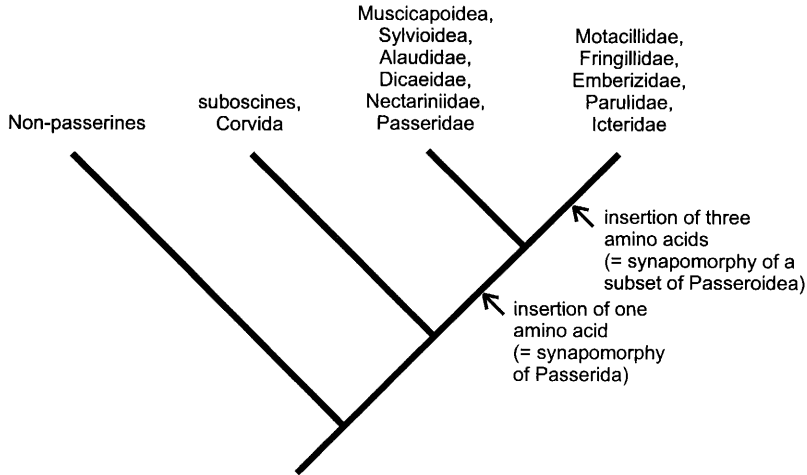 Non-passerines
suboscines,
Corvida
Muscicapoidea,
Sylvioidea,
Alaudidae,
Dicaeidae,
Nectariniidae,
Passeridae
Motacillidae,
Fringillidae,
Emberizidae,
Parulidae,
Icteridae
insertion of three
amino acids
(= synapomorphy of a
subset of Passeroidea)
insertion of one
amino acid
(= synapomorphy
of Passerida)